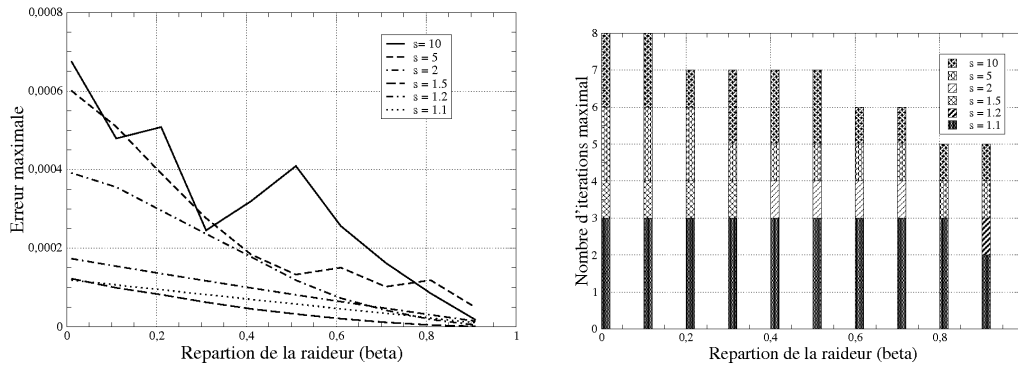 0,0008
0,0006
0,0004
0,0002
0
Erreur maximale
0
0,2
0,4
0,6
0,8
1
Repartion de la raideur (beta)
s= 10
s = 5
s = 2
s = 1.5
s = 1.2
s = 1.1
8
7
6
5
4
3
2
1
0
Nombre d'iterations maximal
0
0,2
0,4
0,6
0,8
Repartion de la raideur (beta)
s = 10
s = 5
s = 2
s = 1.5
s = 1.2
s = 1.1